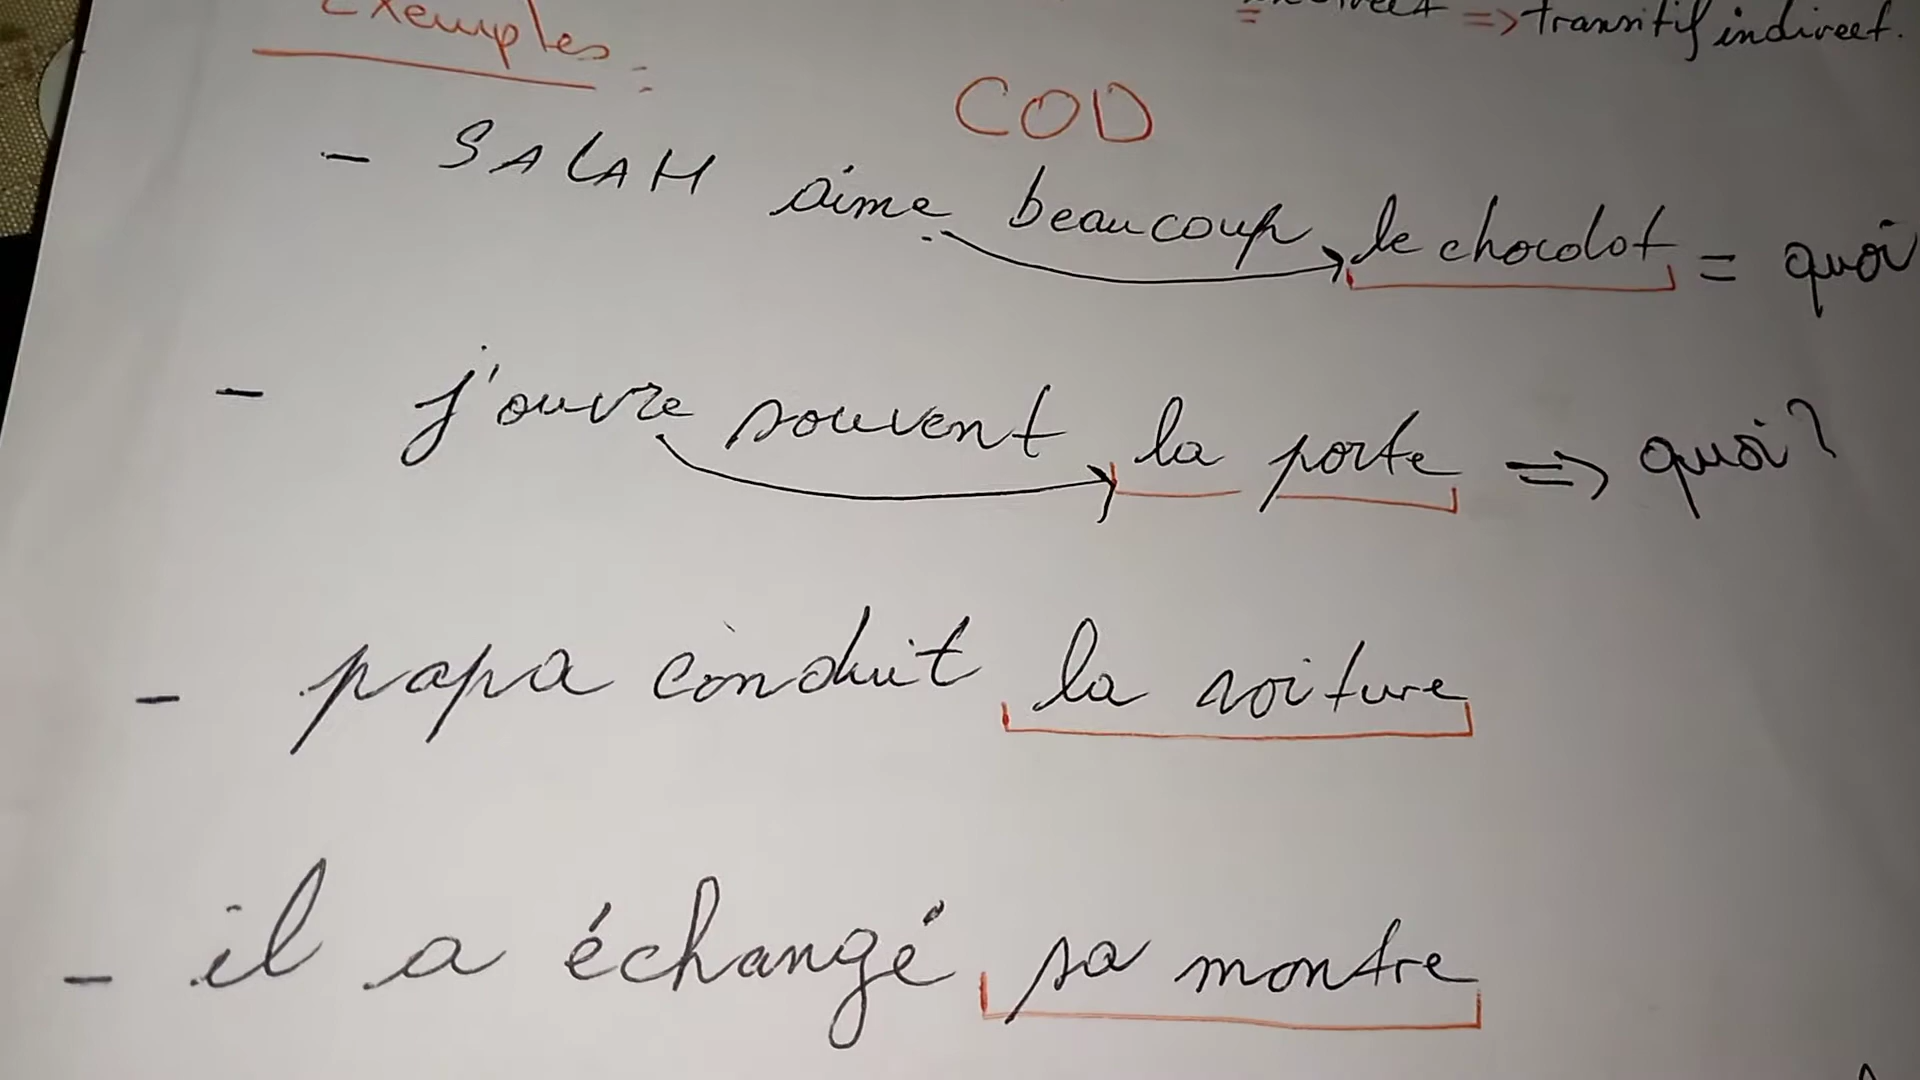 Exemples :
indirect => transitif indirect.
COD
- SALAH aime beaucoup le chocolat = quoi
- j'ouvre souvent la porte => quoi ?
- papa conduit la voiture
- il a échangé sa montre